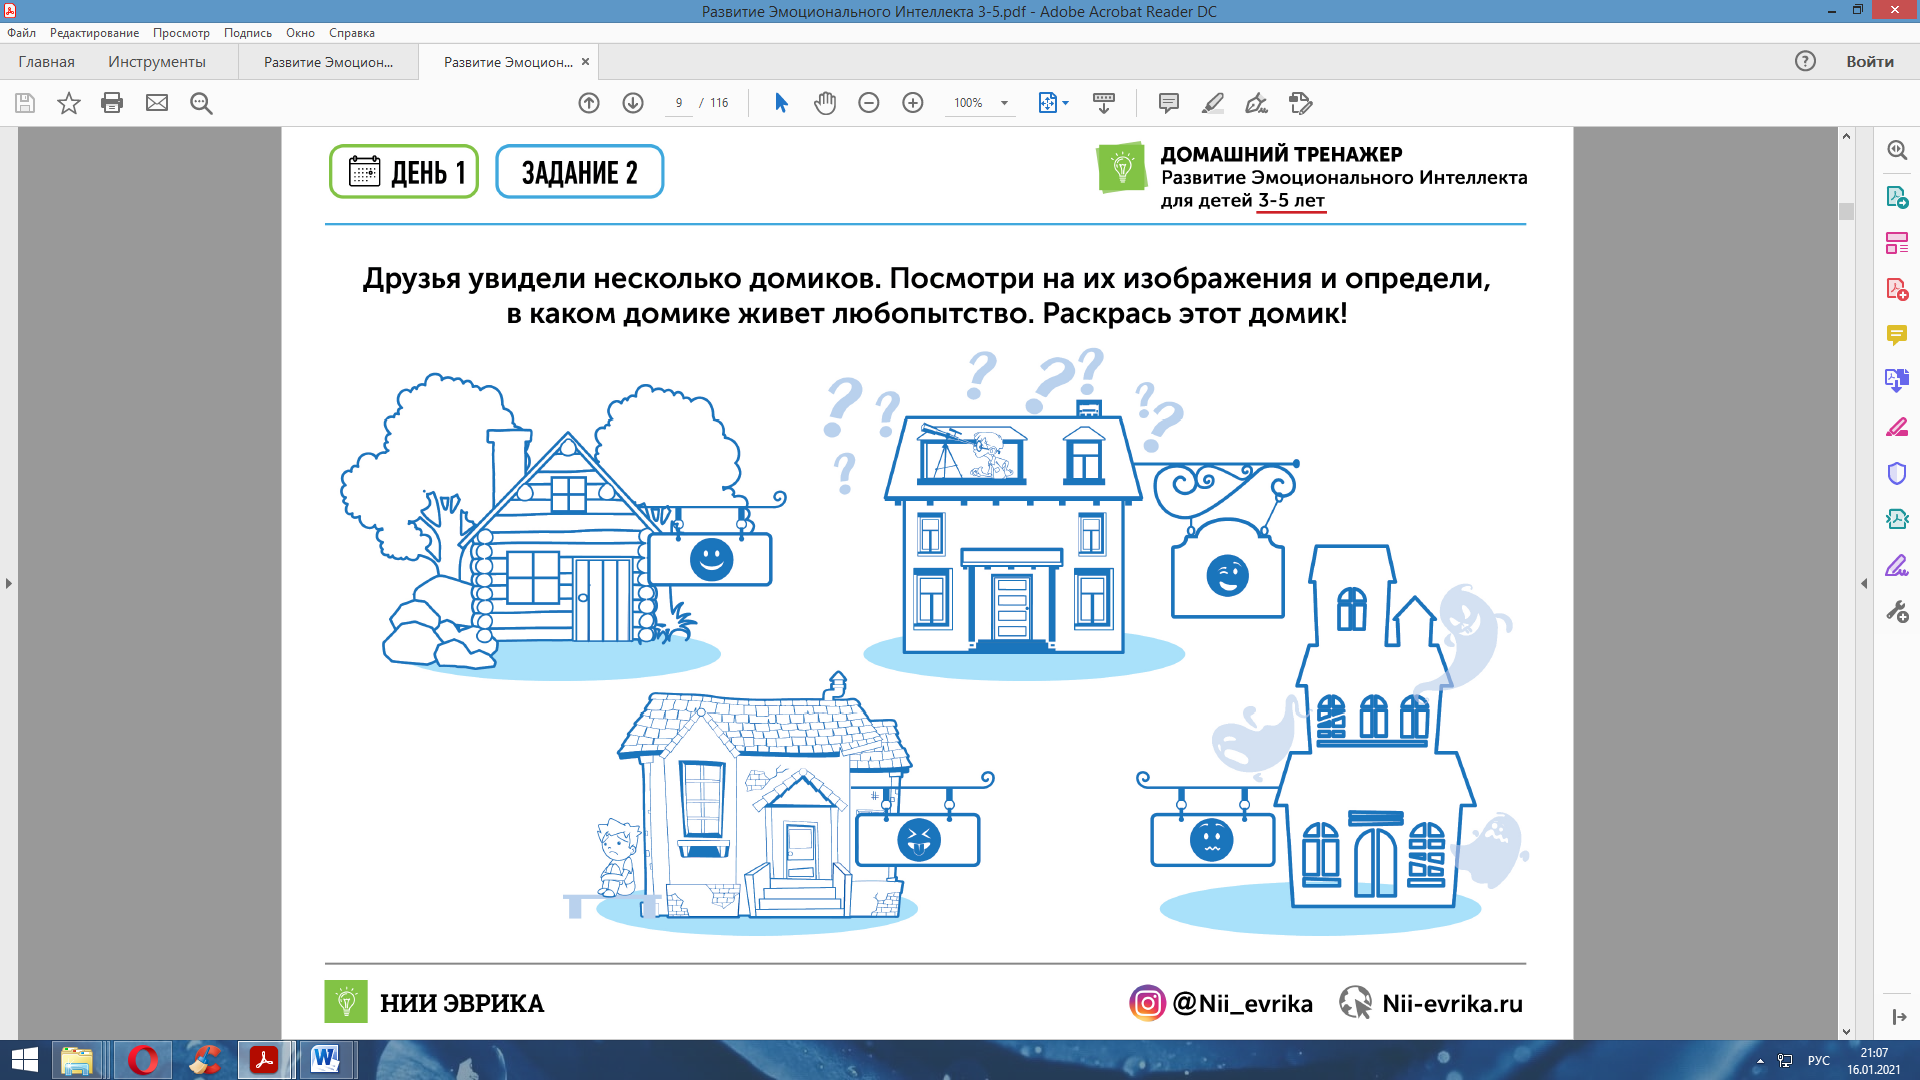 Развитие Эмоционального Интеллекта 3-5.pdf - Adobe Acrobat Reader DC
Файл Редактирование Просмотр Подпись Окно Справка
Главная Инструменты Развитие Эмоцион... Развитие Эмоцион... × Войти
9 / 116 100%
ДЕНЬ 1 ЗАДАНИЕ 2
ДОМАШНИЙ ТРЕНАЖЕР
Развитие Эмоционального Интеллекта
для детей 3-5 лет
Друзья увидели несколько домиков. Посмотри на их изображения и определи,
в каком домике живет любопытство. Раскрась этот домик!
? ? ? ? ? ? ? ?
НИИ ЭВРИКА @Nii_evrika Nii-evrika.ru
РУС 21:07
16.01.2021